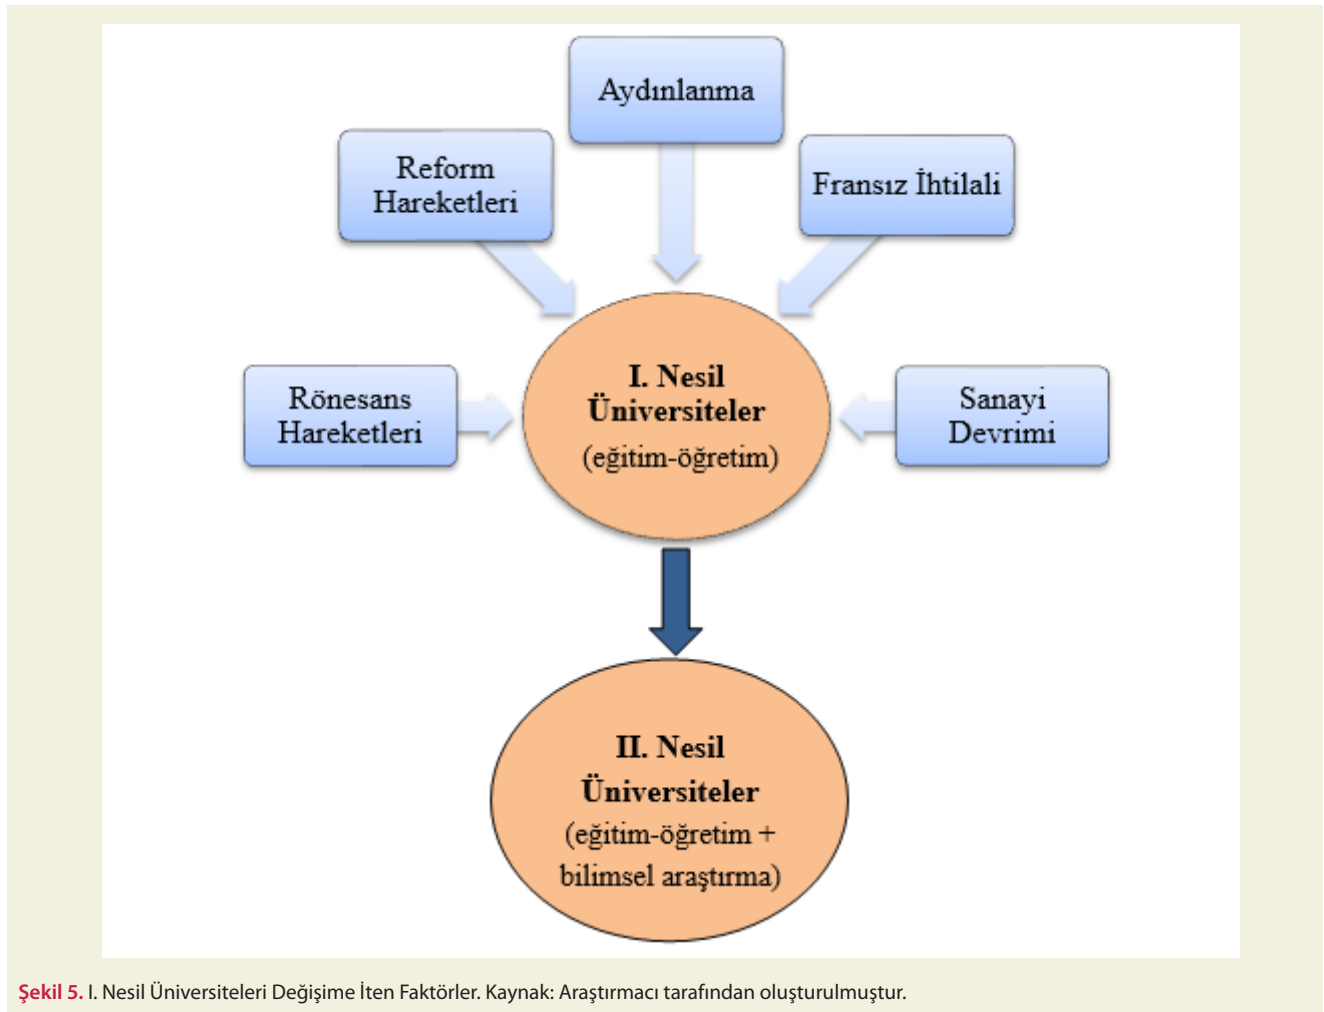 Aydınlanma
Reform
Hareketleri
Fransız İhtilali
Rönesans
Hareketleri
I. Nesil
Üniversiteler
(eğitim-öğretim)
Sanayi
Devrimi
II. Nesil
Üniversiteler
(eğitim-öğretim +
bilimsel araştırma)
Şekil 5. I. Nesil Üniversiteleri Değişime İten Faktörler. Kaynak: Araştırmacı tarafından oluşturulmuştur.